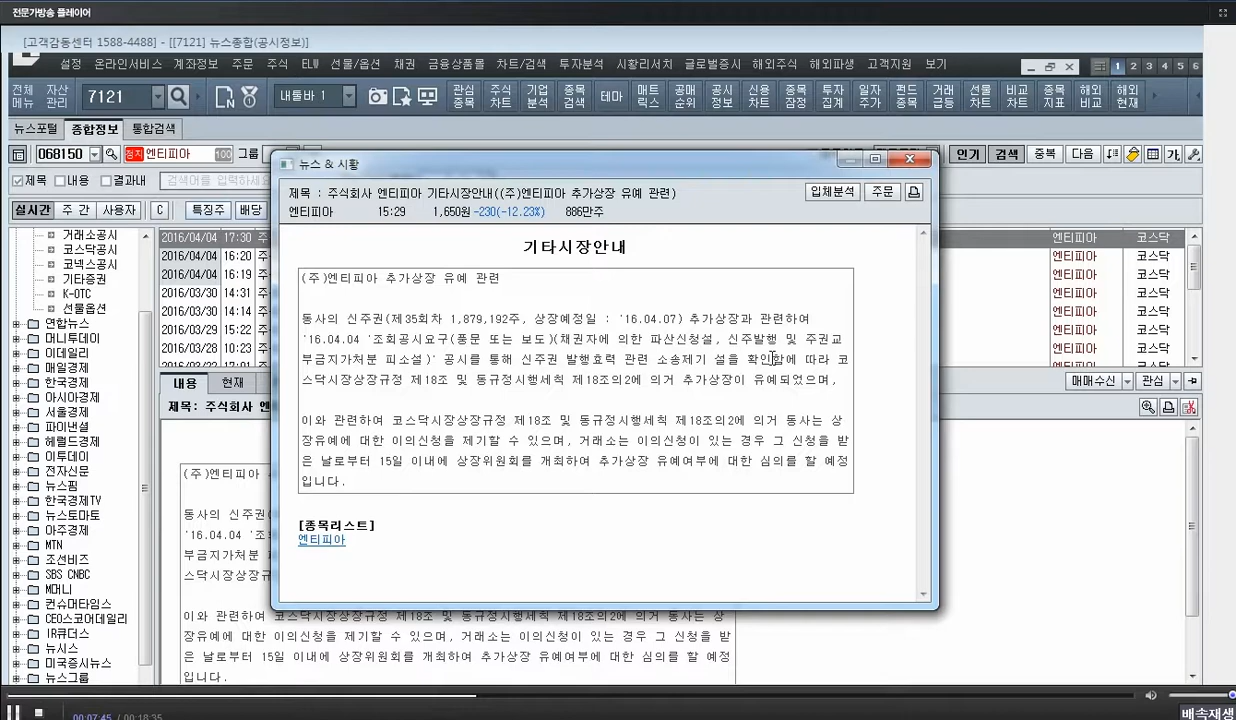 전문가방송 플레이어
[고객감동센터 1588-4488] - [[7121] 뉴스종합(공시정보)]
설정 온라인서비스 계좌정보 주문 주식 ELW 선물/옵션 채권 금융상품몰 차트/검색 투자분석 시황리서치 글로벌증시 해외주식 해외파생 고객지원 보기
1 2 3 4 5 6
전체메뉴 자산관리 7121 내툴바 1 관심종목 주식차트 기업분석 종목검색 테마 매트릭스 공매순위 공시정보 신용차트 종목잠정 투자집계 일자주가 펀드종목 거래급등 선물차트 비교차트 종목지표 해외비교 해외현재
뉴스포털 종합정보 통합검색
068150 정지 엔티피아 100 그룹 인기 검색 중복 다음 가
제목 내용 결과내 검색어를 입력하세요
실시간 주 간 사용자 C 특징주 배당
거래소공시
코스닥공시
코넥스공시
기타증권
K-OTC
선물옵션
연합뉴스
머니투데이
이데일리
매일경제
한국경제
아시아경제
서울경제
파이낸셜
헤럴드경제
이투데이
전자신문
뉴스핌
한국경제TV
뉴스토마토
아주경제
MTN
조선비즈
SBS CNBC
M머니
컨슈머타임스
CEO스코어데일리
IR큐더스
뉴시스
미국증시뉴스
뉴스그룹
2016/04/04 17:30 주 엔티피아 코스닥
2016/04/04 16:20 주 엔티피아 코스닥
2016/04/04 16:19 주 엔티피아 코스닥
2016/03/30 14:31 엔티피아 코스닥
2016/03/30 14:14 엔티피아 코스닥
2016/03/29 15:22 주 엔티피아 코스닥
2016/03/28 10:52 주 엔티피아 코스닥
내용 현재 매매수신 관심
제목: 주식회사 엔
뉴스 & 시황
제목 : 주식회사 엔티피아 기타시장안내((주)엔티피아 추가상장 유예 관련)
입체분석 주문
엔티피아 15:29 1,650원 -230(-12.23%) 886만주
기타시장안내
(주)엔티피아 추가상장 유예 관련
동사의 신주권(제35회차 1,879,192주, 상장예정일 : '16.04.07) 추가상장과 관련하여
'16.04.04 '조회공시요구(풍문 또는 보도)(채권자에 의한 파산신청설, 신주발행 및 주권교
부금지가처분 피소설)' 공시를 통해 신주권 발행효력 관련 소송제기 설을 확인함에 따라 코
스닥시장상장규정 제18조 및 동규정시행세칙 제18조의2에 의거 추가상장이 유예되었으며,
이와 관련하여 코스닥시장상장규정 제18조 및 동규정시행세칙 제18조의2에 의거 동사는 상
장유예에 대한 이의신청을 제기할 수 있으며, 거래소는 이의신청이 있는 경우 그 신청을 받
은 날로부터 15일 이내에 상장위원회를 개최하여 추가상장 유예여부에 대한 심의를 할 예정
입니다.
[종목리스트]
엔티피아
(주)엔티피아
동사의 신주권(
'16.04.04 '조회
부금지가처분
스닥시장상장규
이와 관련하여 코스닥시장상장규정 제18조 및 동규정시행세칙 제18조의2에 의거 동사는 상
장유예에 대한 이의신청을 제기할 수 있으며, 거래소는 이의신청이 있는 경우 그 신청을 받
은 날로부터 15일 이내에 상장위원회를 개최하여 추가상장 유예여부에 대한 심의를 할 예정
입니다.
00:07:45 / 00:18:35 배속재생